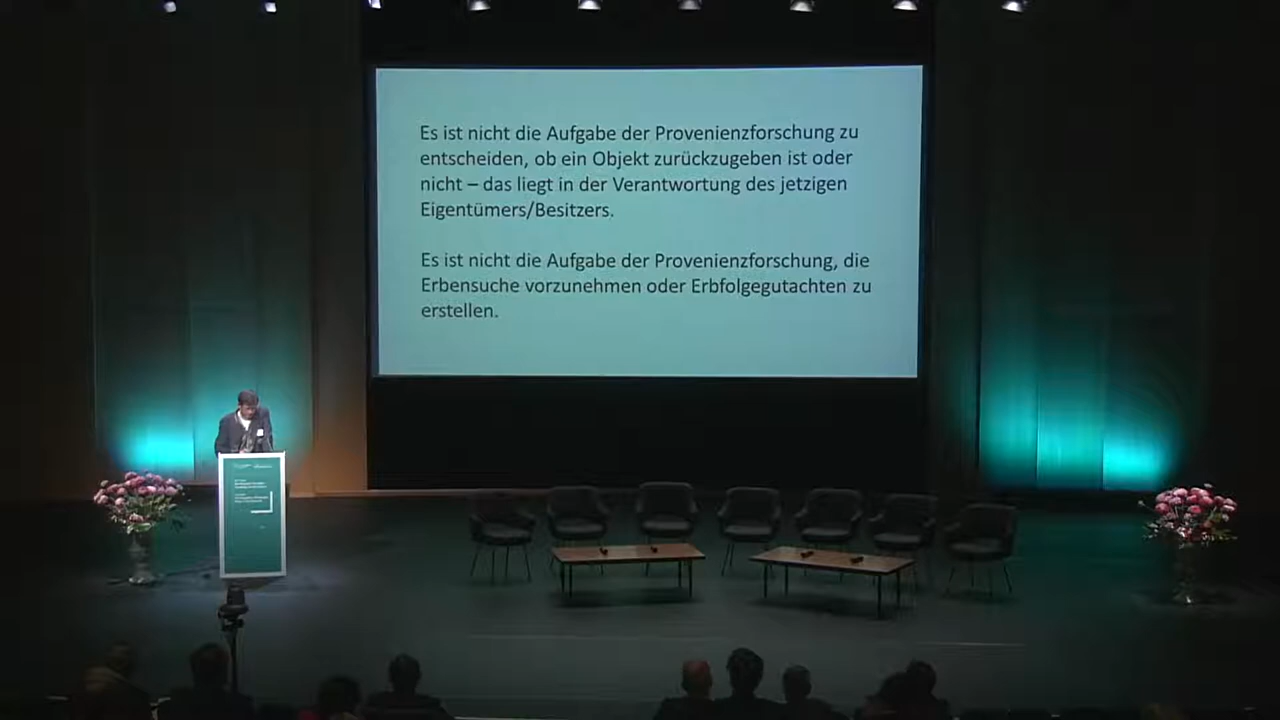 Es ist nicht die Aufgabe der Provenienzforschung zu
entscheiden, ob ein Objekt zurückzugeben ist oder
nicht – das liegt in der Verantwortung des jetzigen
Eigentümers/Besitzers.
Es ist nicht die Aufgabe der Provenienzforschung, die
Erbensuche vorzunehmen oder Erbfolgegutachten zu
erstellen.